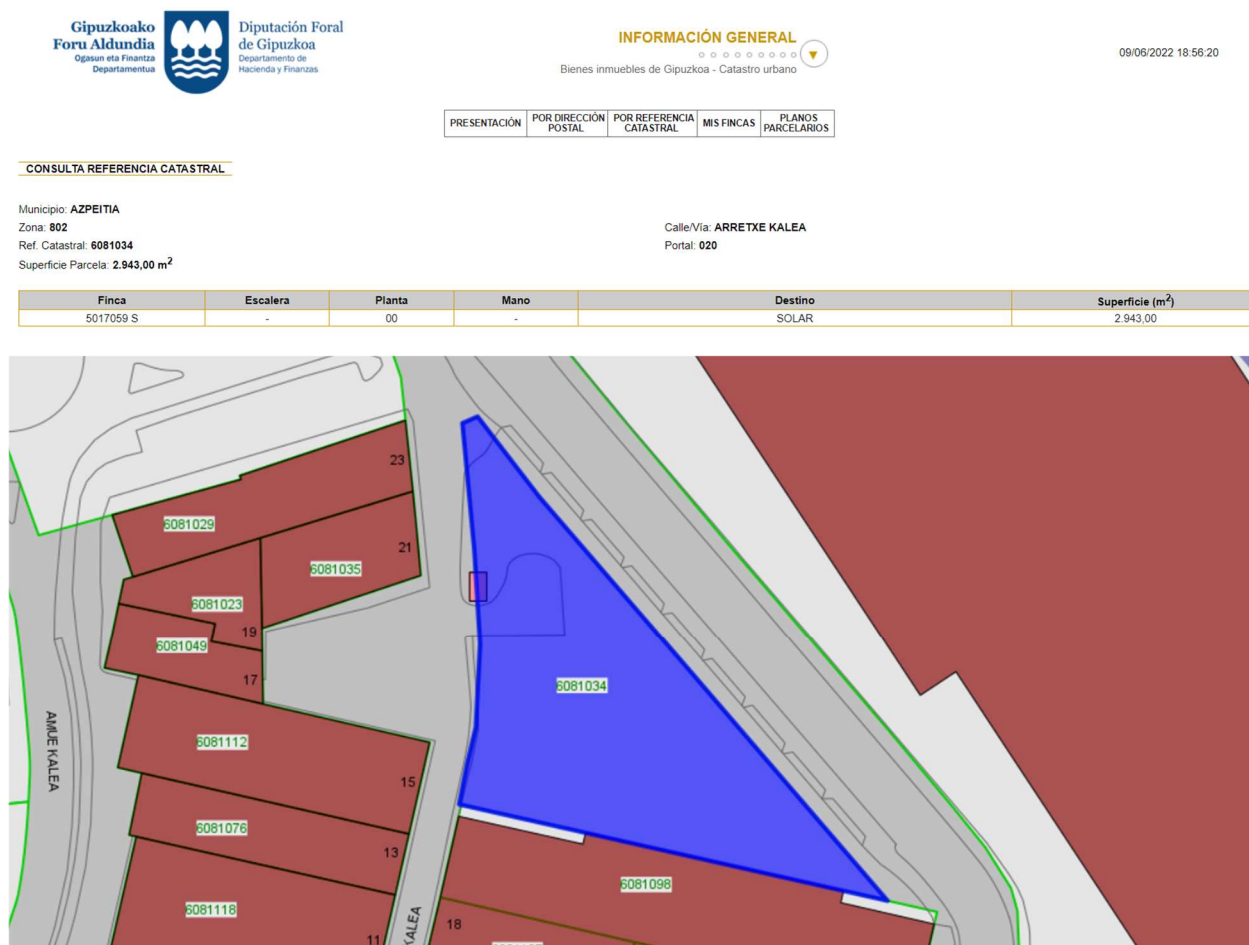 Gipuzkoako
Foru Aldundia
Ogasun eta Finantza
Departamentua
Diputación Foral
de Gipuzkoa
Departamento de
Hacienda y Finanzas
INFORMACIÓN GENERAL
Bienes inmuebles de Gipuzkoa - Catastro urbano
09/06/2022 18:56:20
PRESENTACIÓN
POR DIRECCIÓN
POSTAL
POR REFERENCIA
CATASTRAL
MIS FINCAS
PLANOS
PARCELARIOS
CONSULTA REFERENCIA CATASTRAL
Municipio: AZPEITIA
Zona: 802
Calle/Vía: ARRETXE KALEA
Ref. Catastral: 6081034
Portal: 020
Superficie Parcela: 2.943,00 m2
Finca Escalera Planta Mano Destino Superficie (m2)
5017059 S - 00 - SOLAR 2.943,00
23
6081029
21
6081035
6081023
19
6081049
17
6081034
AMUE KALEA
6081112
15
6081076
13
6081098
6081118
KALEA
18
11